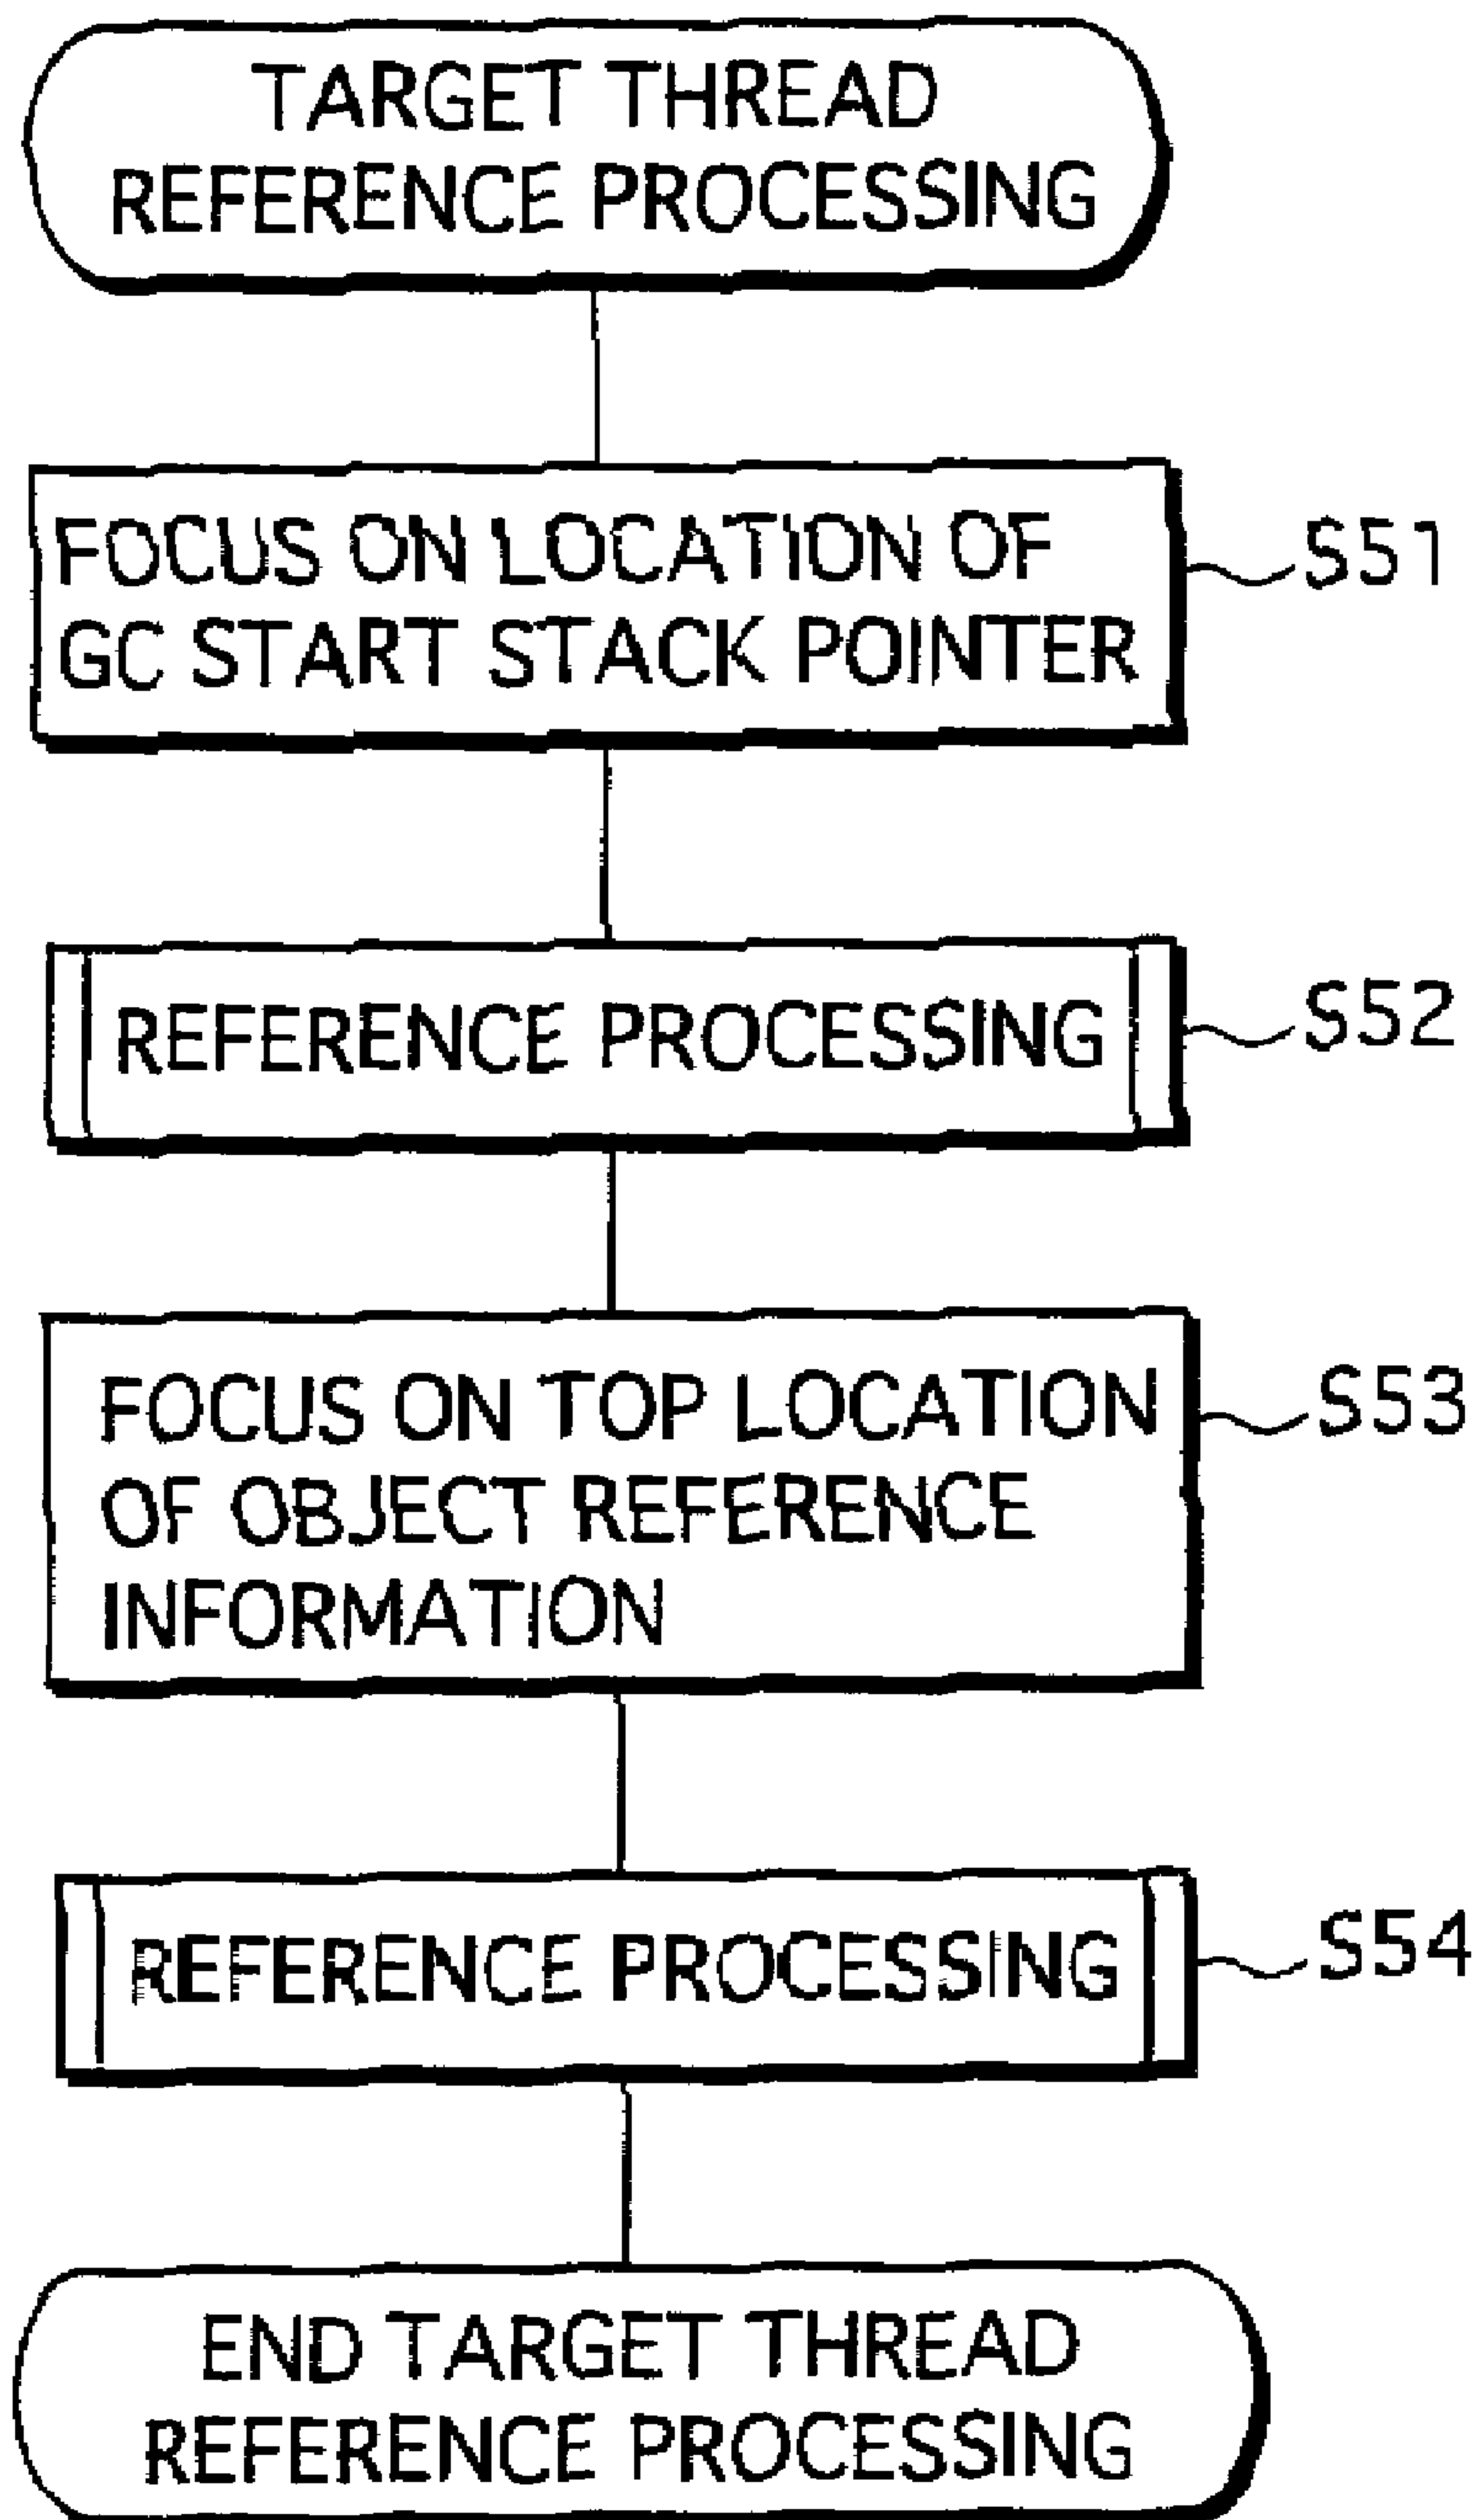 TARGET THREAD
REFERENCE PROCESSING
FOCUS ON LOCATION OF
GC START STACK POINTER
S51
REFERENCE PROCESSING
S52
FOCUS ON TOP LOCATION
OF OBJECT REFERENCE
INFORMATION
S53
REFERENCE PROCESSING
S54
END TARGET THREAD
REFERENCE PROCESSING